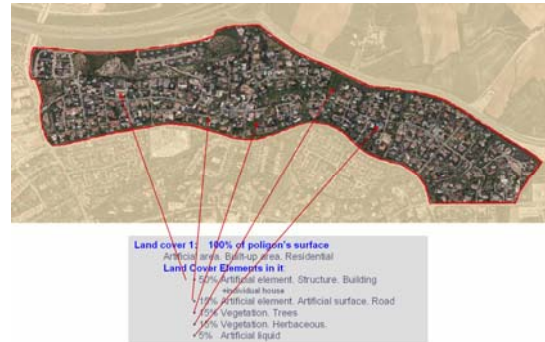 Land cover 1: 100% of poligon's surface
Artificial area. Built-up area. Residential
Land Cover Elements in it
50% Artificial element. Structure. Building
+individual house
15% Artificial element. Artificial surface. Road
15% Vegetation. Trees
15% Vegetation. Herbaceous.
5% Artificial liquid